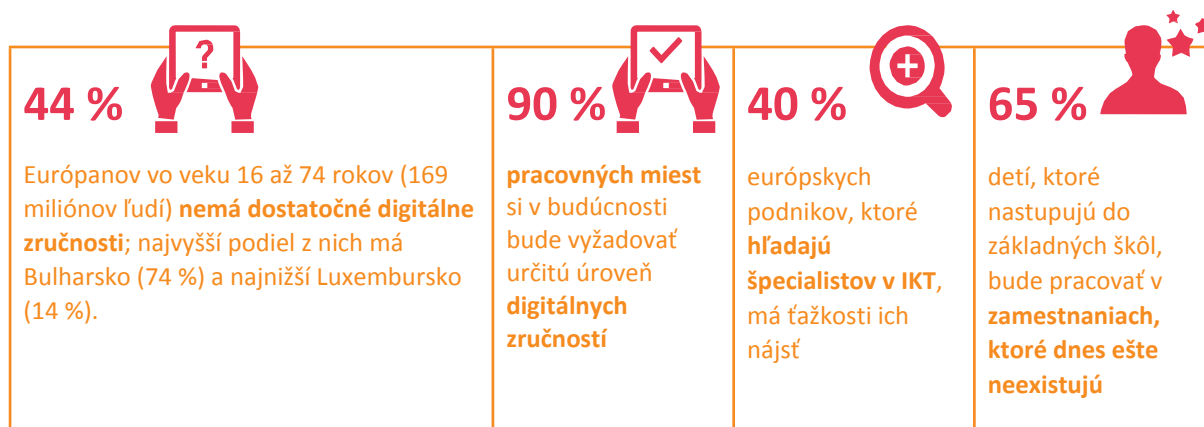 44 %
?
Európanov vo veku 16 až 74 rokov (169
miliónov ľudí) nemá dostatočné digitálne
zručnosti; najvyšší podiel z nich má
Bulharsko (74 %) a najnižší Luxembursko
(14 %).
90 %
pracovných miest
si v budúcnosti
bude vyžadovať
určitú úroveň
digitálnych
zručností
40 %
európskych
podnikov, ktoré
hľadajú
špecialistov v IKT,
má ťažkosti ich
nájsť
65 %
detí, ktoré
nastupujú do
základných škôl,
bude pracovať v
zamestnaniach,
ktoré dnes ešte
neexistujú